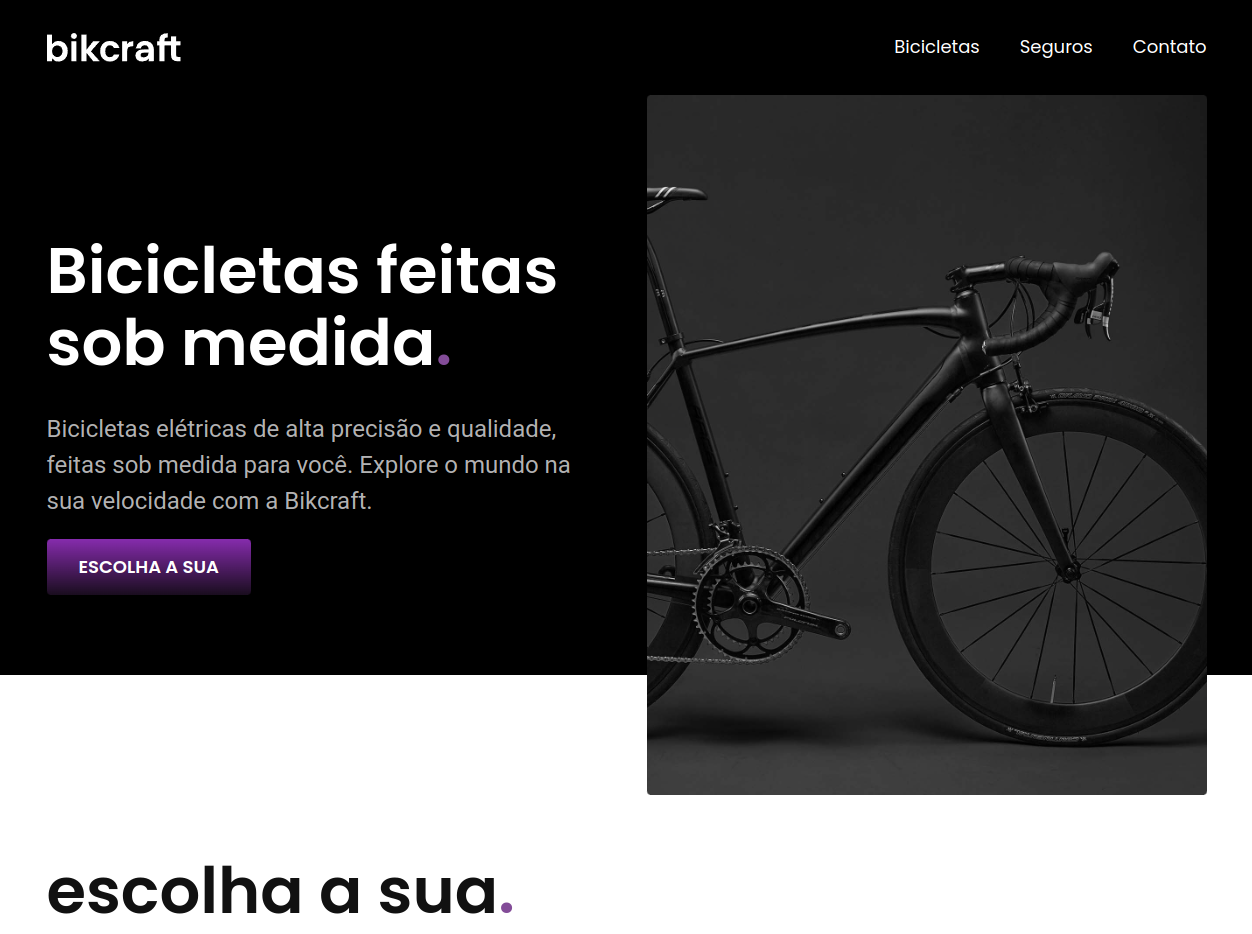 bikcraft
Bicicletas
Seguros
Contato
Bicicletas feitas
sob medida.
Bicicletas elétricas de alta precisão e qualidade,
feitas sob medida para você. Explore o mundo na
sua velocidade com a Bikcraft.
ESCOLHA A SUA
escolha a sua.